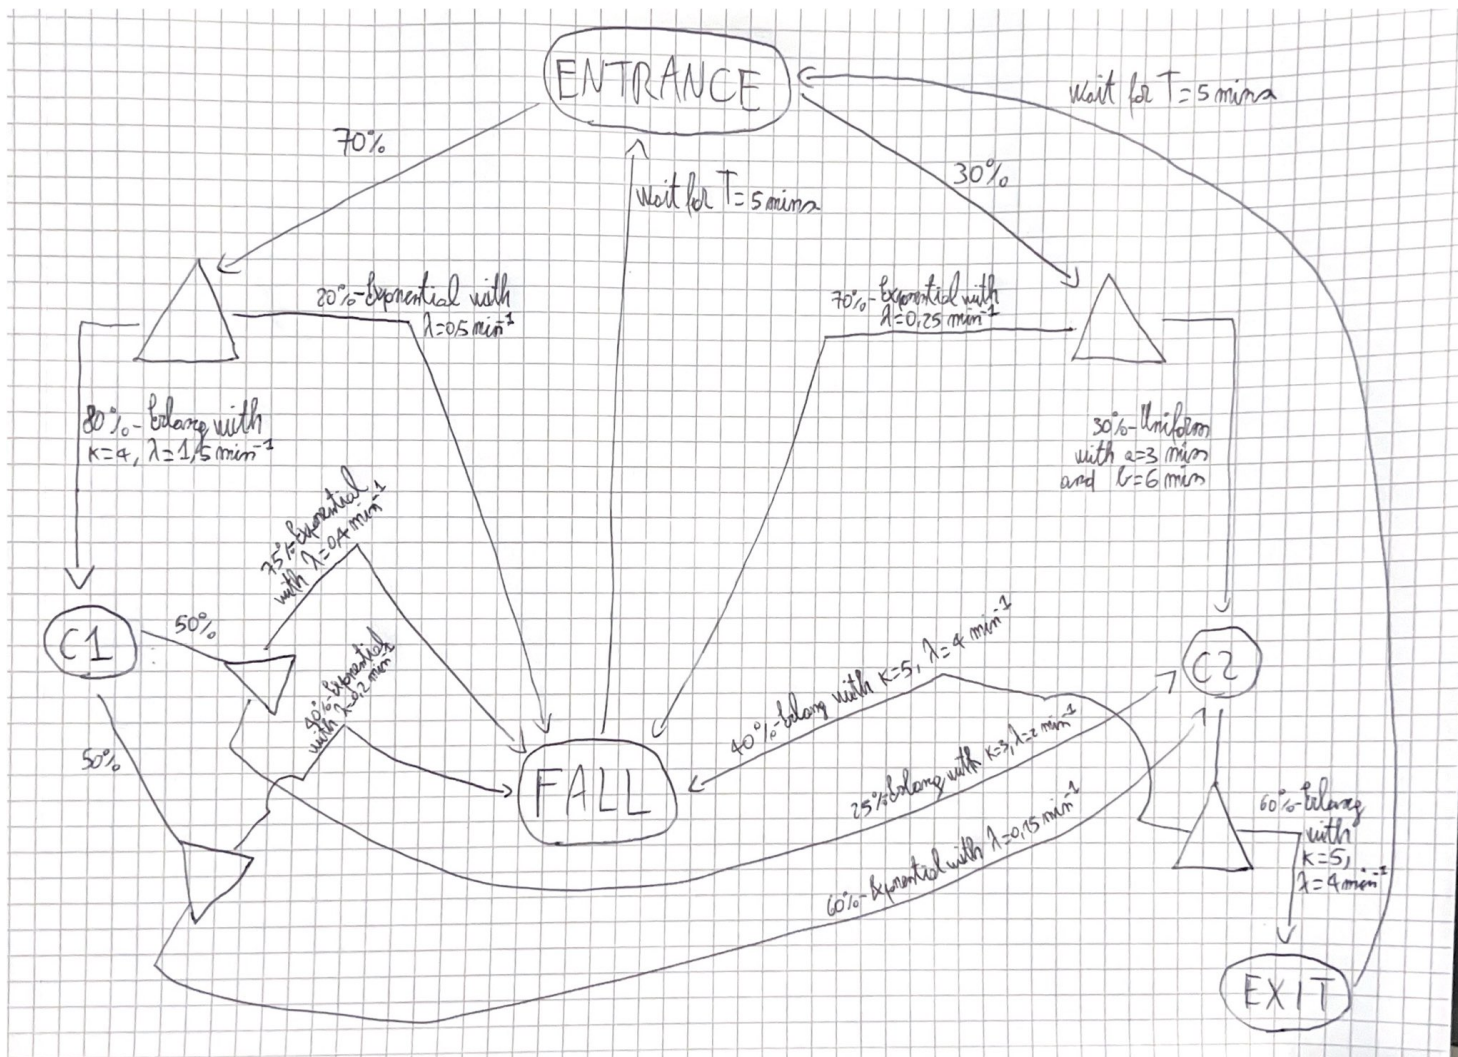 ENTRANCE
wait for T=5 mins
70%
30%
wait for T=5 mins
20%-Exponential with
λ=0,5 min⁻¹
70%-Exponential with
λ=0,25 min⁻¹
80%-Erlang with
K=4, λ=1,5 min⁻¹
30%-Uniform
with a=3 min
and b=6 min
75%-Exponential
with λ=0,4 min⁻¹
C1
50%
40%-Exponential
with λ=0,2 min⁻¹
50%
FALL
40%-Erlang with K=5, λ=4 min⁻¹
C2
25%-Erlang with K=3, λ=2 min⁻¹
60%-Exponential with λ=0,15 min⁻¹
60%-Erlang
with
K=5,
λ=4 min⁻¹
EXIT